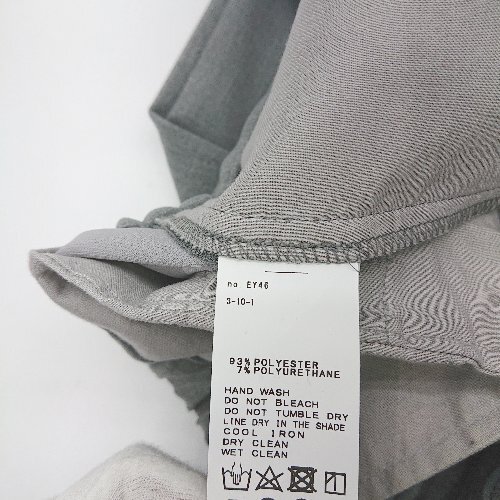 no EY46
3-10-1
93% POLYESTER
7% POLYURETHANE
HAND WASH
DO NOT BLEACH
DO NOT TUMBLE DRY
LINE DRY IN THE SHADE
COOL IRON
DRY CLEAN
WET CLEAN